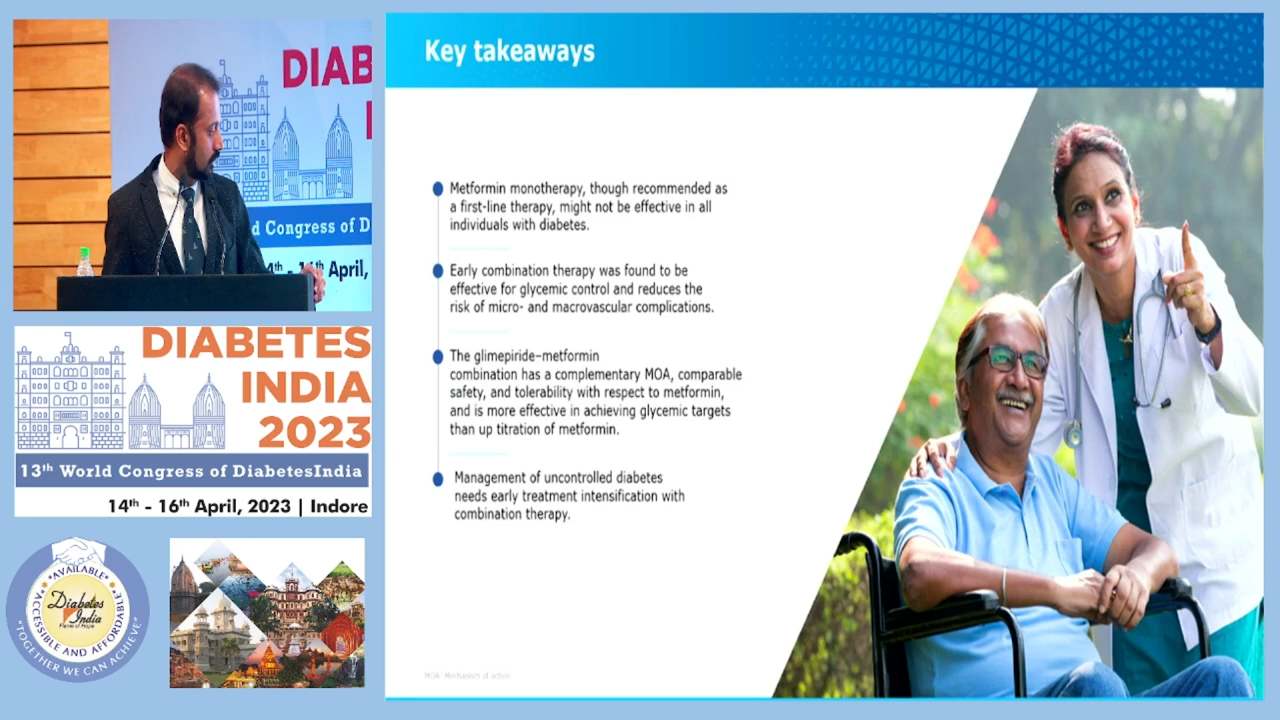 DIAB
d Congress of D
4th - 16th April,
DIABETES
INDIA
2023
13th World Congress of DiabetesIndia
14th - 16th April, 2023 | Indore
"AVAILABLE"
"ACCESSIBLE AND AFFORDABLE"
Diabetes
India
"TOGETHER WE CAN ACHIEVE"
Key takeaways
Metformin monotherapy, though recommended as
a first-line therapy, might not be effective in all
individuals with diabetes.
Early combination therapy was found to be
effective for glycemic control and reduces the
risk of micro- and macrovascular complications.
The glimepiride–metformin
combination has a complementary MOA, comparable
safety, and tolerability with respect to metformin,
and is more effective in achieving glycemic targets
than up titration of metformin.
Management of uncontrolled diabetes
needs early treatment intensification with
combination therapy.
MOA: Mechanism of action